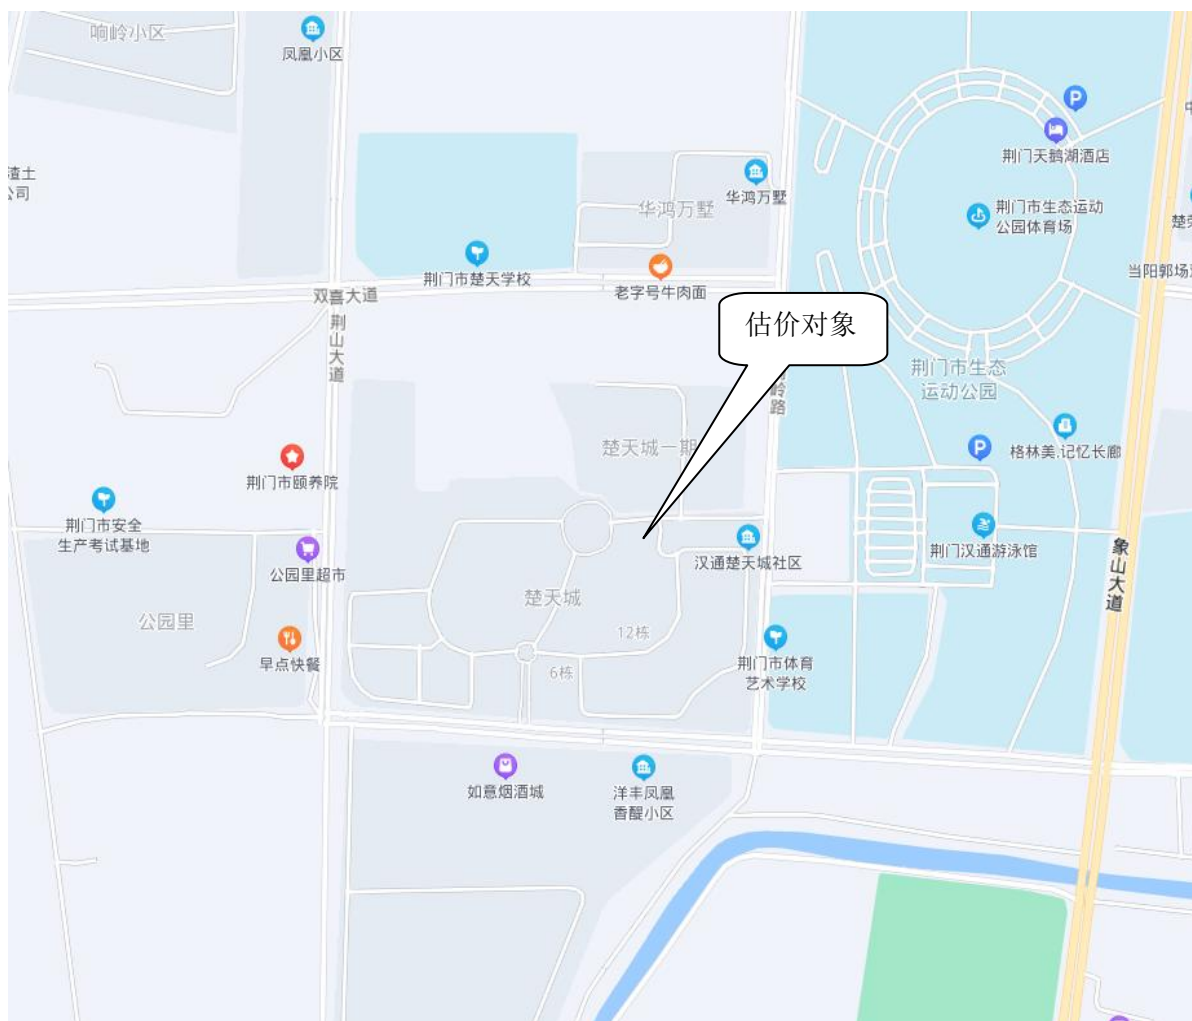 响岭小区
凤凰小区
荆门天鹅湖酒店
渣土
公司
华鸿万墅
华鸿万墅
荆门市生态运动
公园体育场
荆门市楚天学校
老字号牛肉面
当阳郭场
双喜大道
荆山大道
估价对象
岭路
荆门市生态
运动公园
楚天城一期
格林美.记忆长廊
荆门市颐养院
荆门市安全
生产考试基地
公园里超市
汉通楚天城社区
荆门汉通游泳馆
象山大道
楚天城
公园里
12栋
早点快餐
6栋
荆门市体育
艺术学校
如意烟酒城
洋丰凤凰
香醍小区